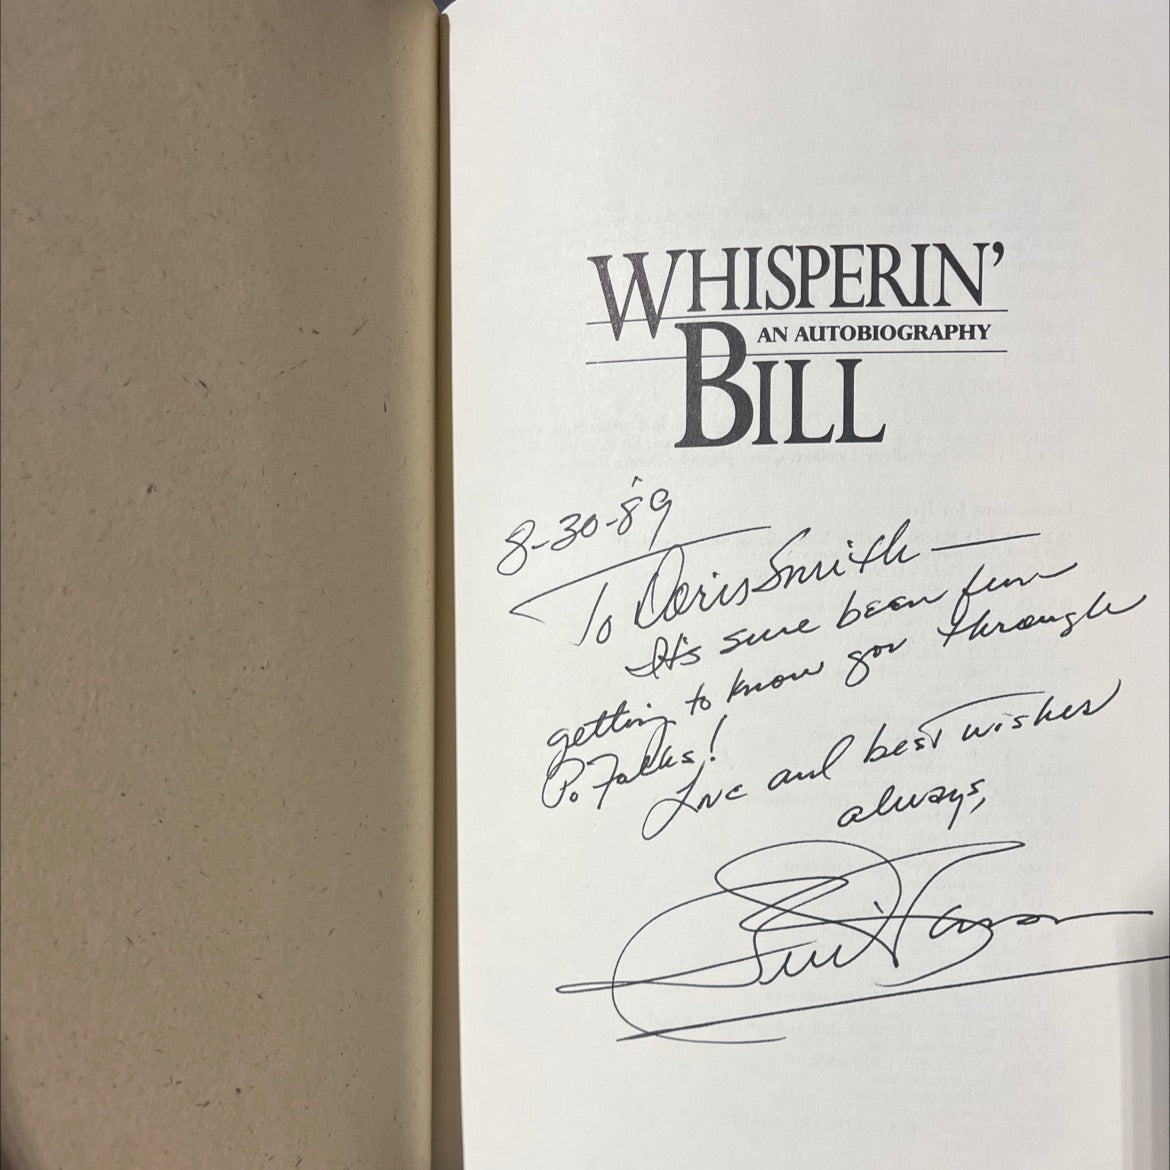 WHISPERIN'
AN AUTOBIOGRAPHY
BILL
8-30-89
To Doris Smith —
It's sure been fun
getting to know you through
Po Folks!
Love and best wishes
always,